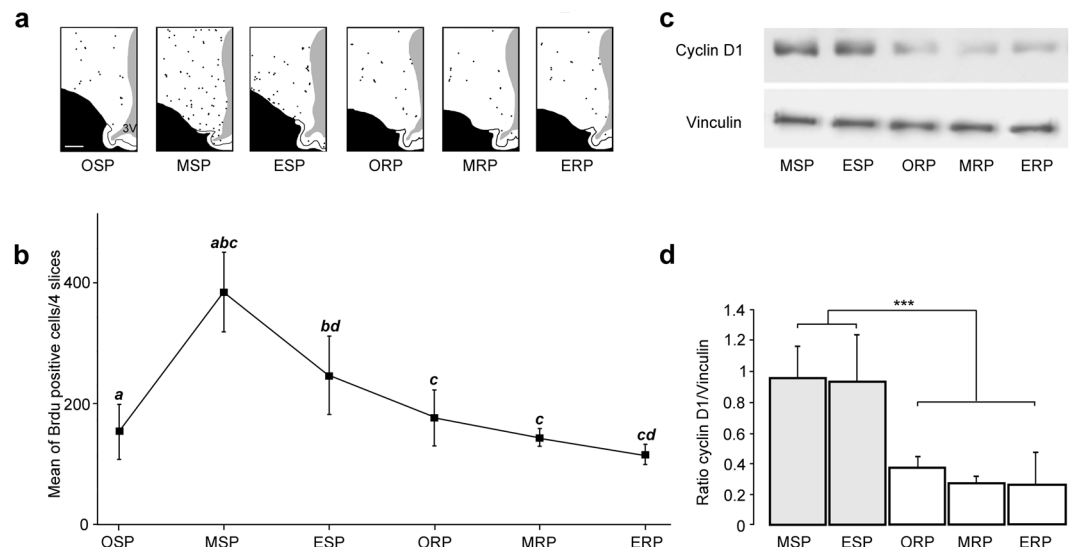 a
3V
OSP MSP ESP ORP MRP ERP
b
Mean of Brdu positive cells/4 slices
400
200
0
a
abc
bd
c
c
cd
OSP MSP ESP ORP MRP ERP
c
Cyclin D1
Vinculin
MSP ESP ORP MRP ERP
d
Ratio cyclin D1/Vinculin
1.4
1.2
1
0.8
0.6
0.4
0.2
0
***
MSP ESP ORP MRP ERP